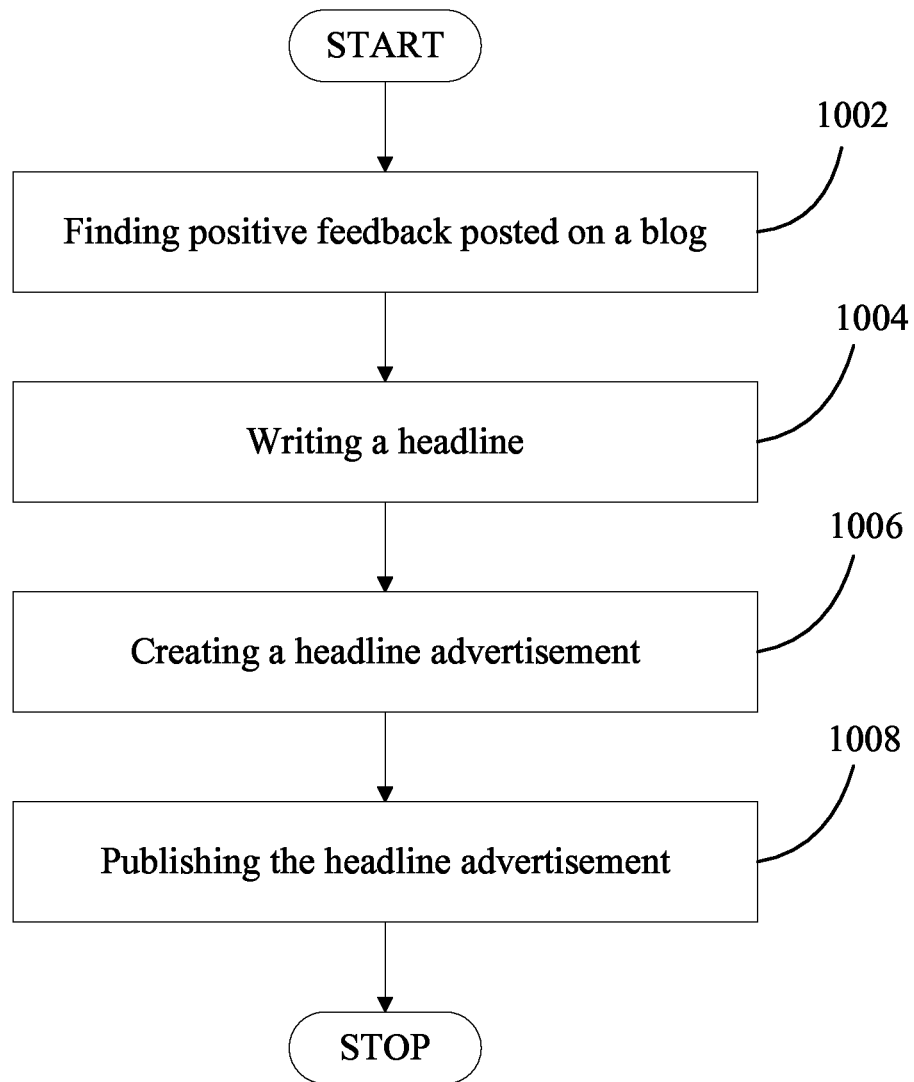 START
1002
Finding positive feedback posted on a blog
1004
Writing a headline
1006
Creating a headline advertisement
1008
Publishing the headline advertisement
STOP